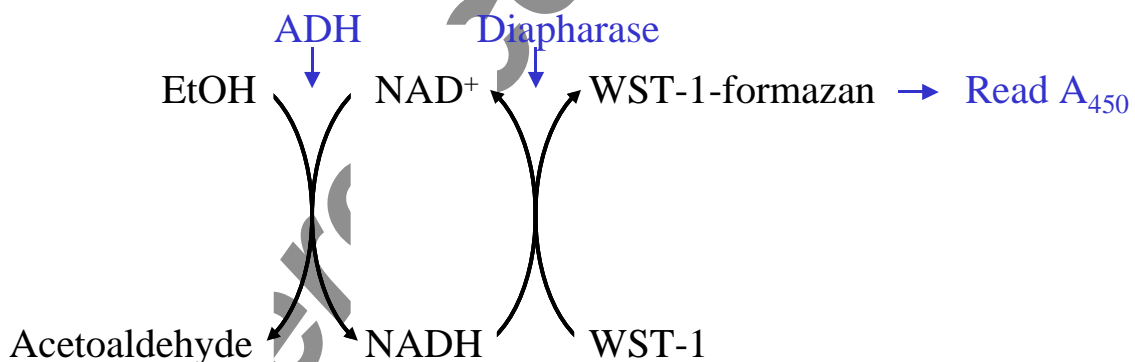 ADH Diapharase
EtOH NAD+ WST-1-formazan Read A450
Acetoaldehyde NADH WST-1